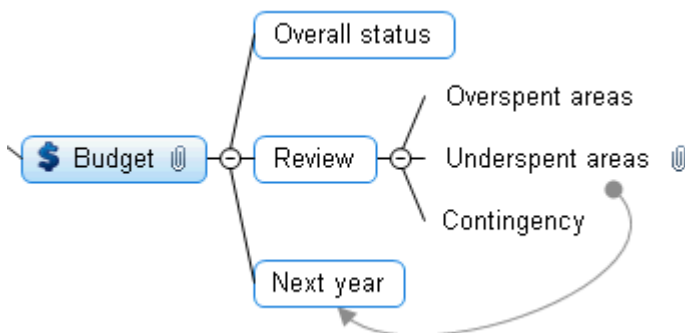 Overall status
Budget
Review
Overspent areas
Underspent areas
Contingency
Next year